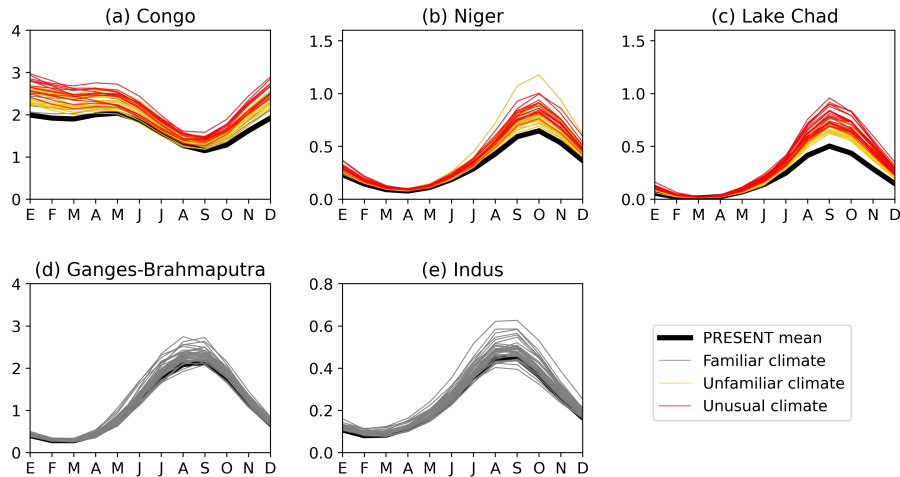 (a) Congo
4
3
2
1
0
E F M A M J J A S O N D
(b) Niger
1.5
1.0
0.5
0.0
E F M A M J J A S O N D
(c) Lake Chad
1.5
1.0
0.5
0.0
E F M A M J J A S O N D
(d) Ganges-Brahmaputra
4
3
2
1
0
E F M A M J J A S O N D
(e) Indus
0.8
0.6
0.4
0.2
0.0
E F M A M J J A S O N D
PRESENT mean
Familiar climate
Unfamiliar climate
Unusual climate